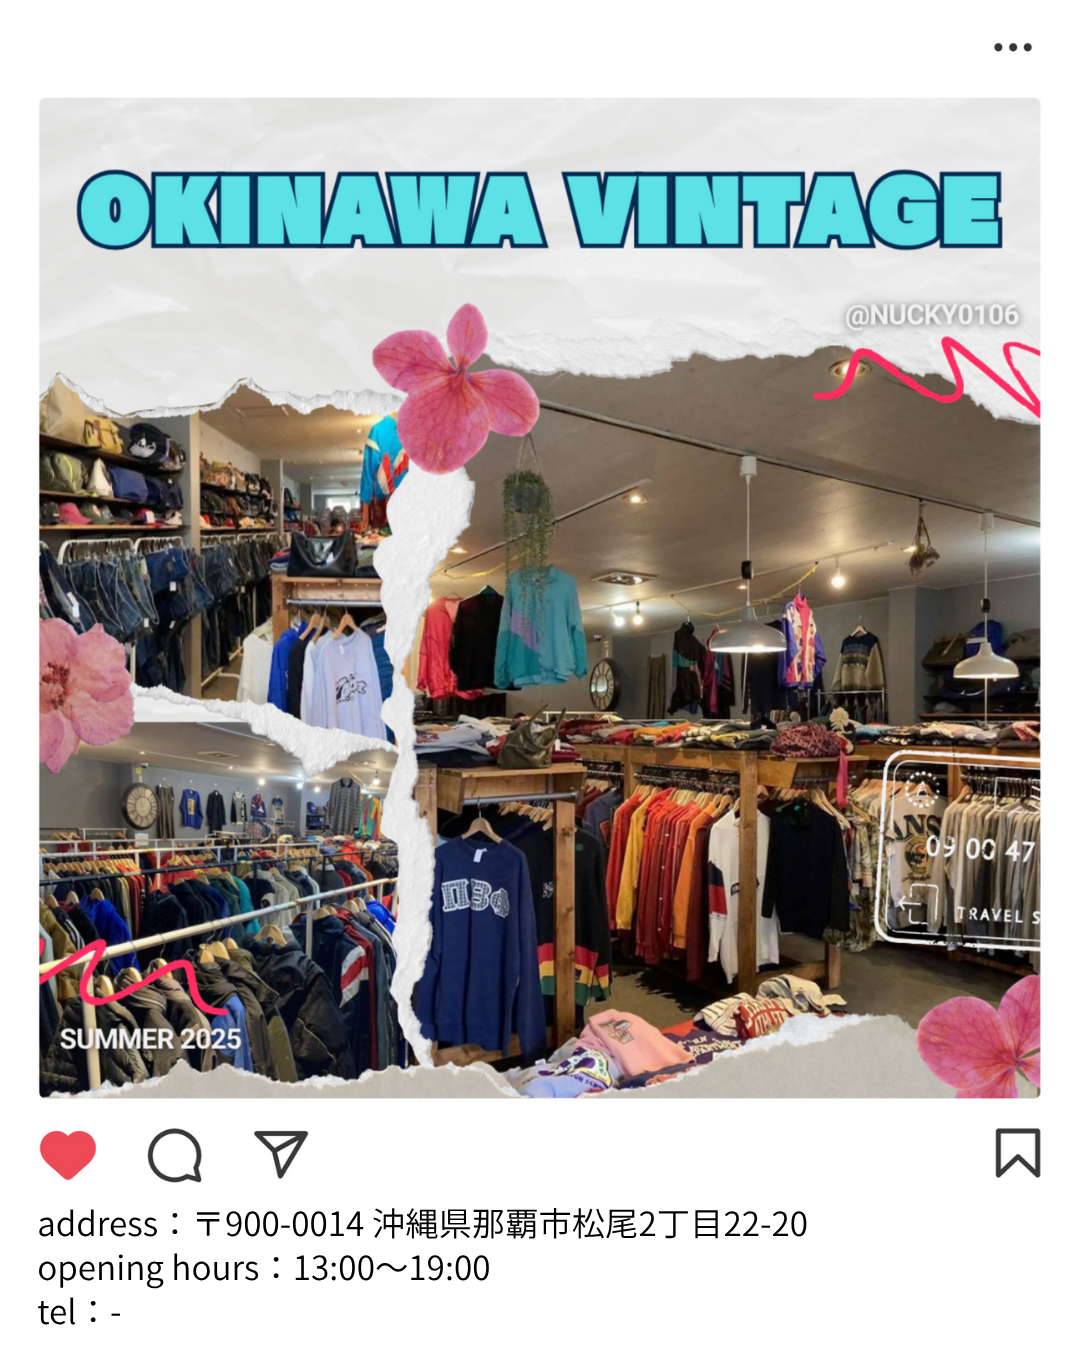 OKINAWA VINTAGE
@NUCKY0106
ΠΒΦ
09 00 47
TRAVEL S
SUMMER 2025
address：〒900-0014 沖縄県那覇市松尾2丁目22-20
opening hours：13:00〜19:00
tel：-